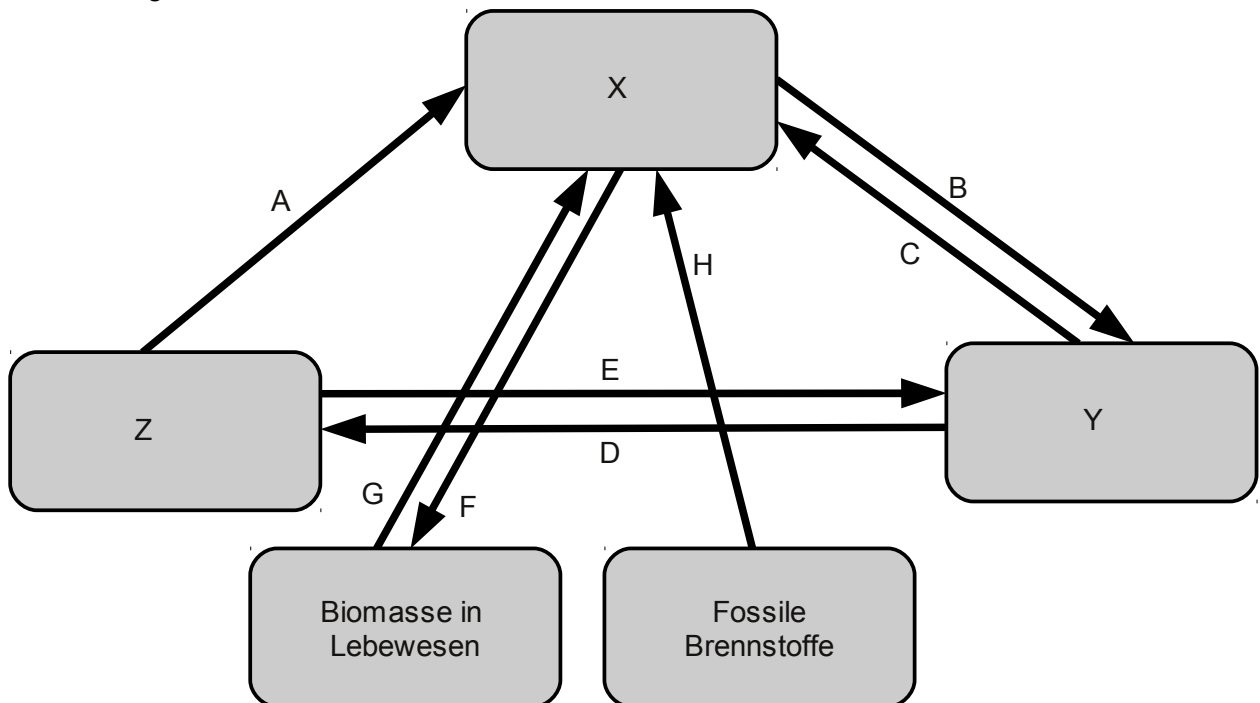 X
A
B
C
H
E
Z
Y
D
G
F
Biomasse in
Lebewesen
Fossile
Brennstoffe